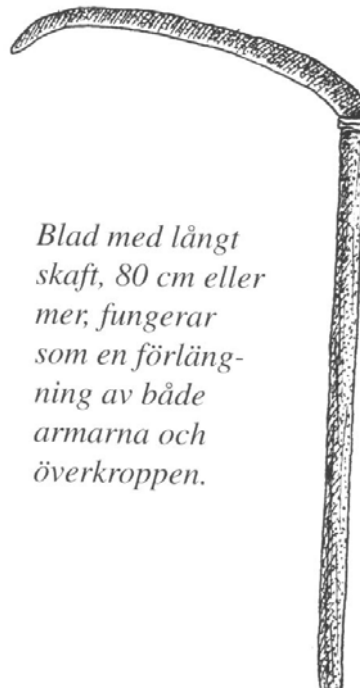 Blad med långt
skaft, 80 cm eller
mer, fungerar
som en förläng-
ning av både
armarna och
överkroppen.